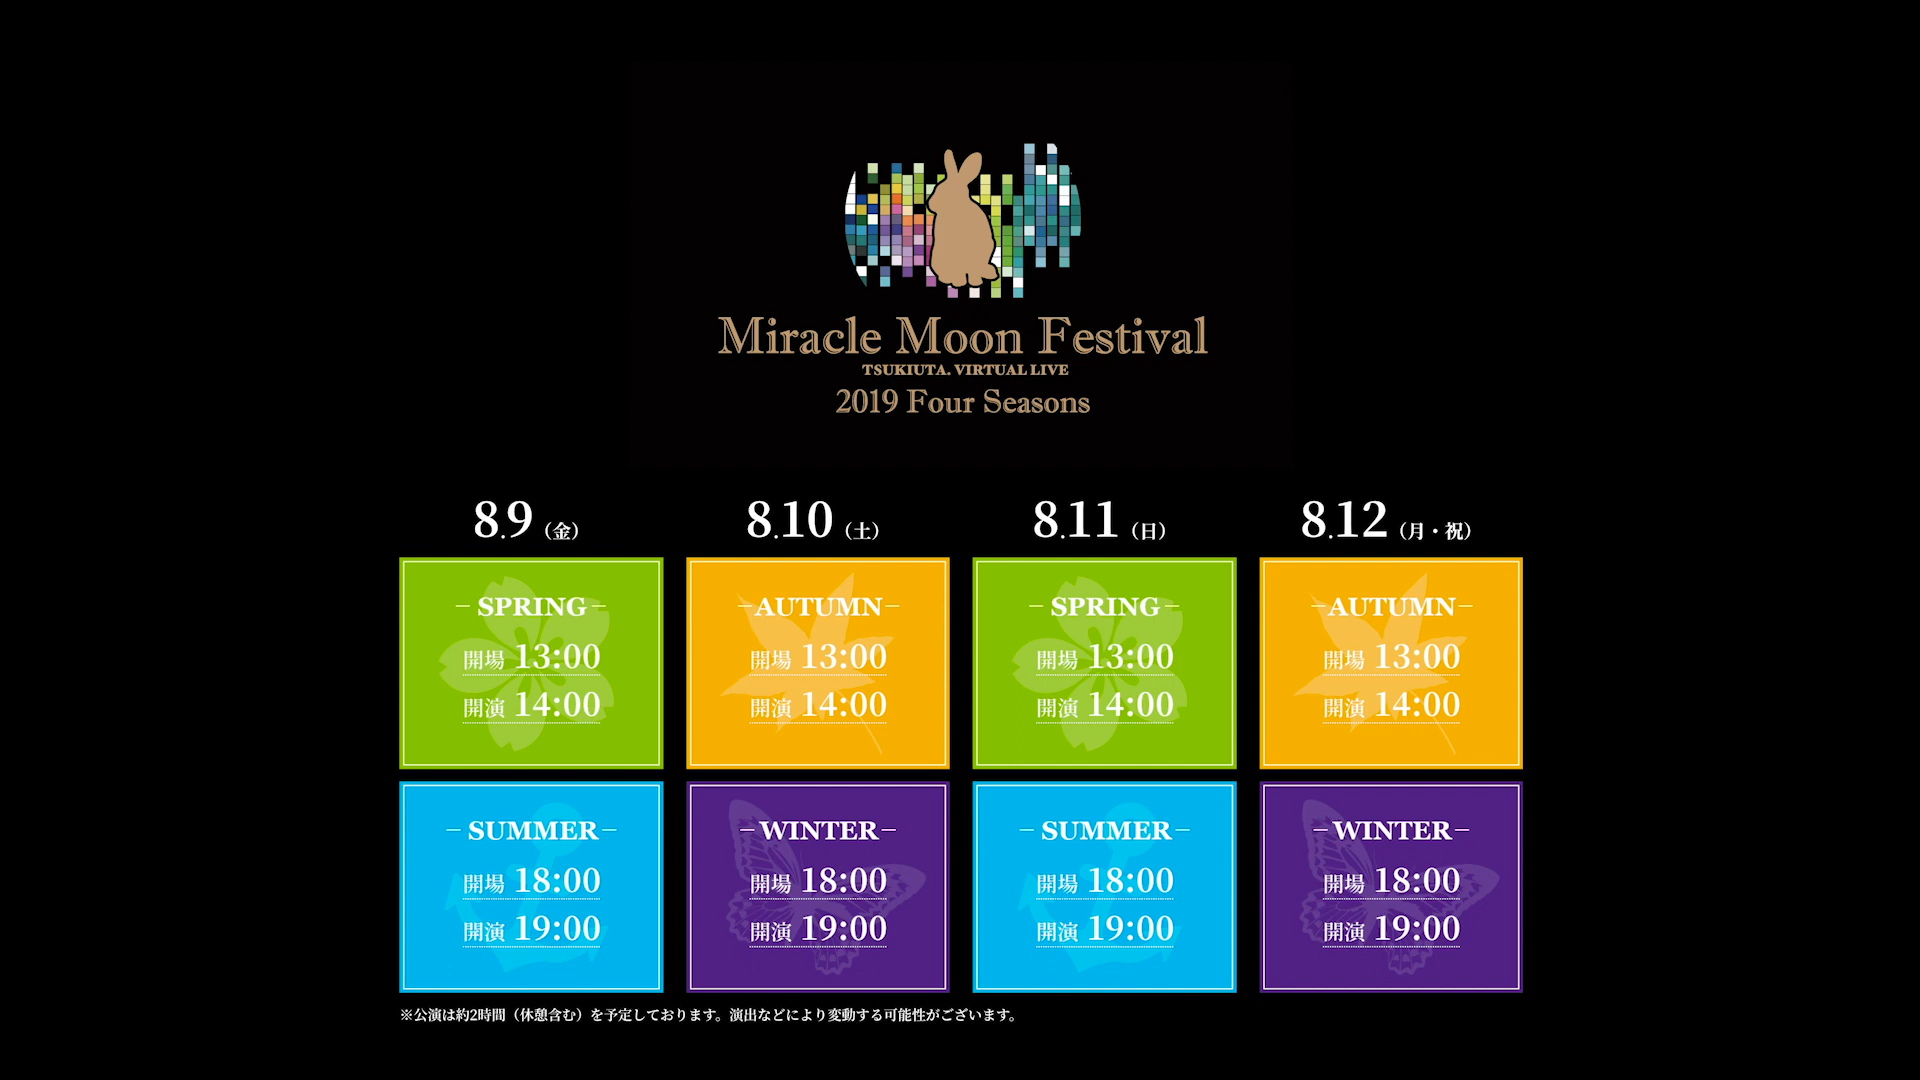 Miracle Moon Festival
TSUKIUTA. VIRTUAL LIVE
2019 Four Seasons
8.9（金）
SPRING
開場 13:00
開演 14:00
SUMMER
開場 18:00
開演 19:00
8.10（土）
AUTUMN
開場 13:00
開演 14:00
WINTER
開場 18:00
開演 19:00
8.11（日）
SPRING
開場 13:00
開演 14:00
SUMMER
開場 18:00
開演 19:00
8.12（月・祝）
AUTUMN
開場 13:00
開演 14:00
WINTER
開場 18:00
開演 19:00
※公演は約2時間（休憩含む）を予定しております。演出などにより変動する可能性がございます。